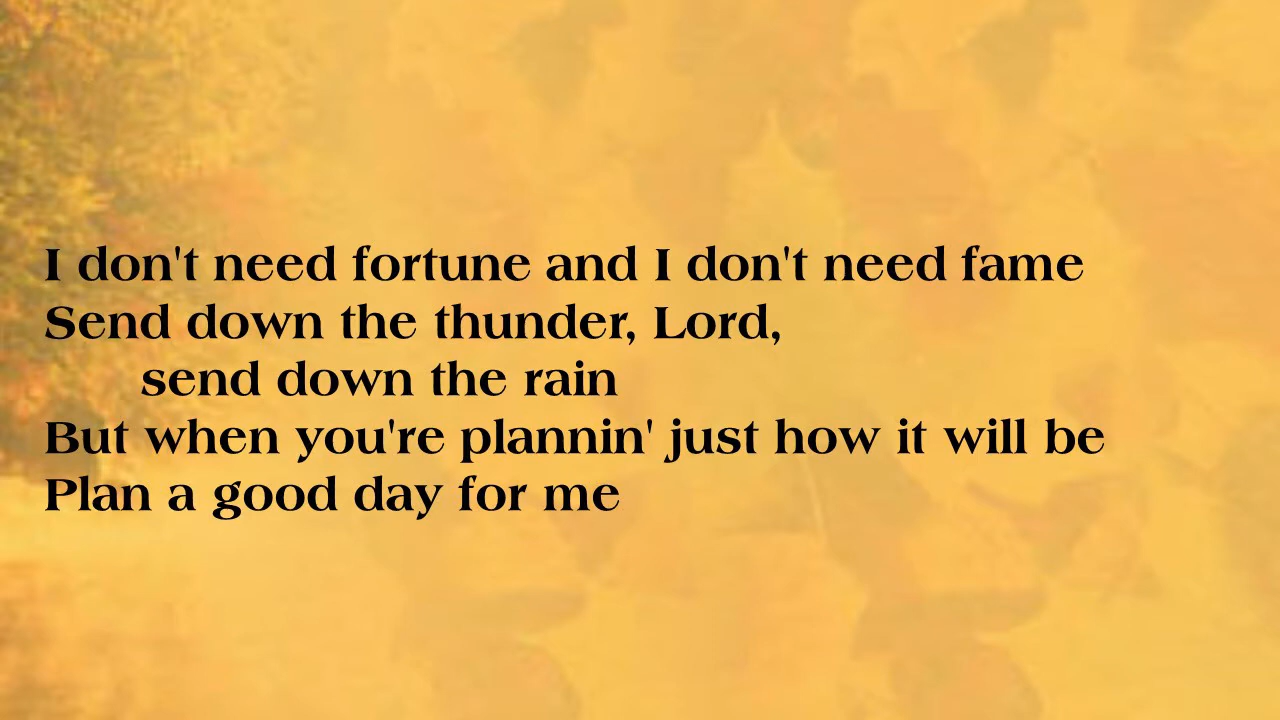 I don't need fortune and I don't need fame
Send down the thunder, Lord,
send down the rain
But when you're plannin' just how it will be
Plan a good day for me